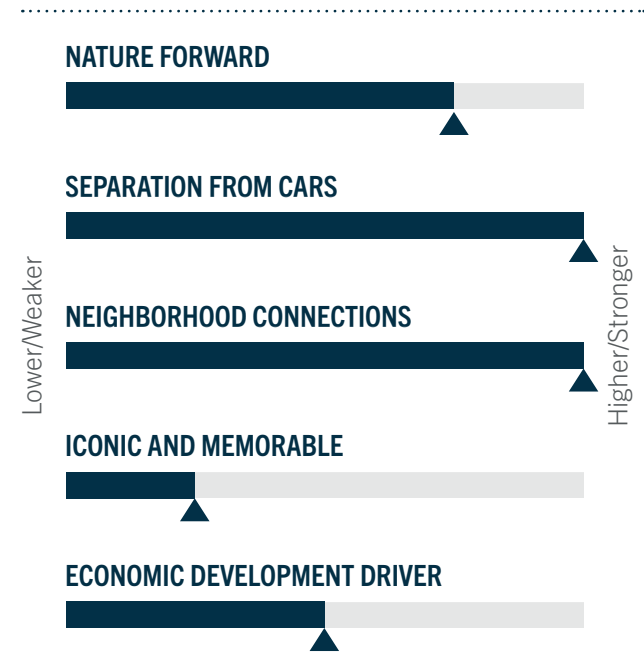 NATURE FORWARD
SEPARATION FROM CARS
NEIGHBORHOOD CONNECTIONS
ICONIC AND MEMORABLE
ECONOMIC DEVELOPMENT DRIVER
Lower/Weaker
Higher/Stronger